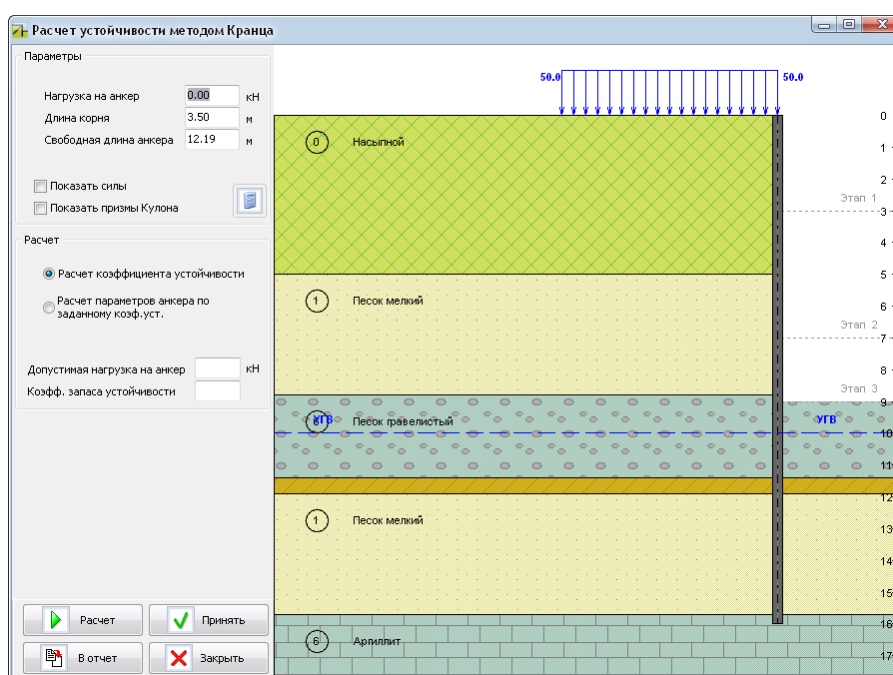 Расчет устойчивости методом Кранца
Параметры
Нагрузка на анкер 0.00 кН
Длина корня 3.50 м
Свободная длина анкера 12.19 м
Показать силы
Показать призмы Кулона
Расчет
Расчет коэффициента устойчивости
Расчет параметров анкера по
заданному коэф.уст.
Допустимая нагрузка на анкер кН
Коэфф. запаса устойчивости
Расчет
Принять
В отчет
Закрыть
50.0 50.0
0 Насыпной
1 Песок мелкий
УГВ Песок гравелистый УГВ
1 Песок мелкий
6 Аргиллит
0
1
2
Этап 1
3
4
5
6
Этап 2
7
8
Этап 3
9
10
11
12
13
14
15
16
17